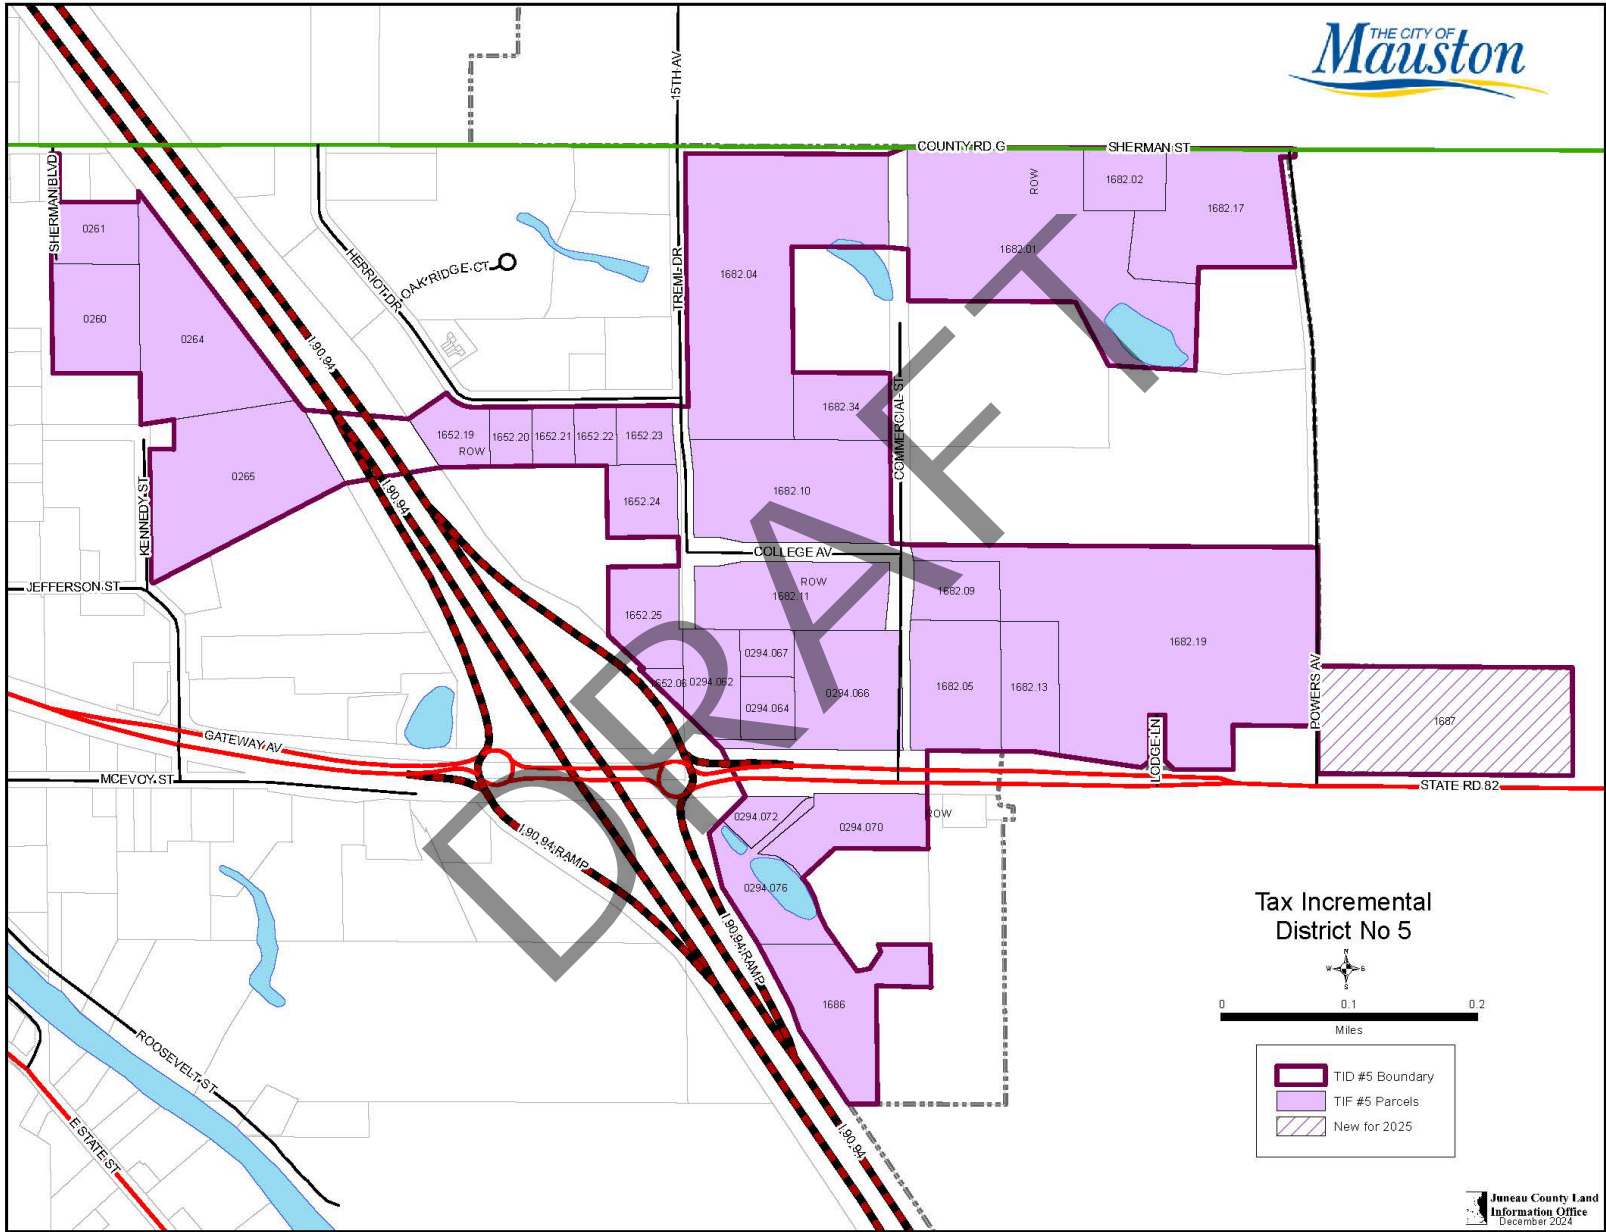 THE CITY OF
Mauston
15TH AV
COUNTY RD G
SHERMAN ST
SHERMAN BLVD
0261
0260
0264
0265
HERRIOT DR
OAK RIDGE CT
TREML DR
I 90 94
I 90 94
1682.04
ROW
1682.02
1682.17
1682.01
1682.34
COMMERCIAL ST
1652.19
ROW
1652.20
1652.21
1652.22
1652.23
1652.24
1682.10
KENNEDY ST
JEFFERSON ST
COLLEGE AV
ROW
1682.11
1682.09
1652.25
1682.19
0294.067
1652.06
0294.062
0294.064
0294.066
1682.05
1682.13
POWERS AV
1687
LODGE LN
GATEWAY AV
MCEVOY ST
STATE RD 82
0294.072
0294.070
ROW
I 90 94 RAMP
0294.076
I 90 94 RAMP
1686
DRAFT
ROOSEVELT ST
E STATE ST
I 90 94
Tax Incremental
District No 5
N
W
S
0 0.1 0.2
Miles
TID #5 Boundary
TIF #5 Parcels
New for 2025
Juneau County Land
Information Office
December 2024